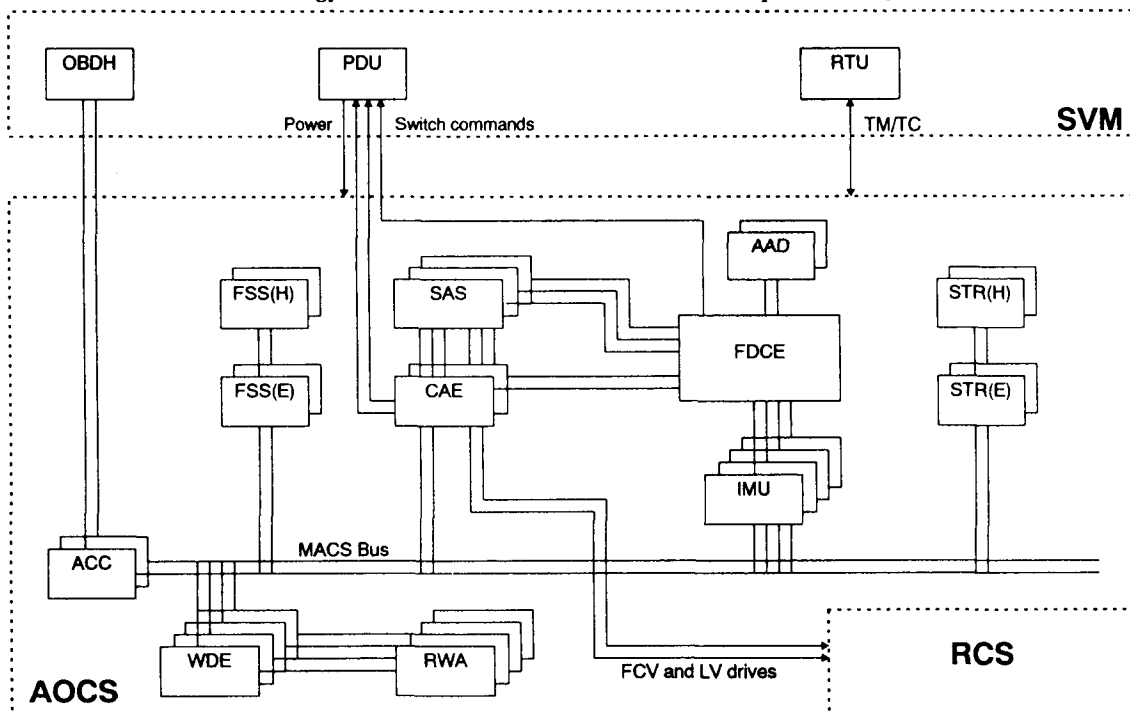 OBDH
PDU
RTU
Power
Switch commands
TM/TC
SVM
AAD
FSS(H)
SAS
STR(H)
FDCE
FSS(E)
CAE
STR(E)
IMU
MACS Bus
ACC
WDE
RWA
RCS
FCV and LV drives
AOCS